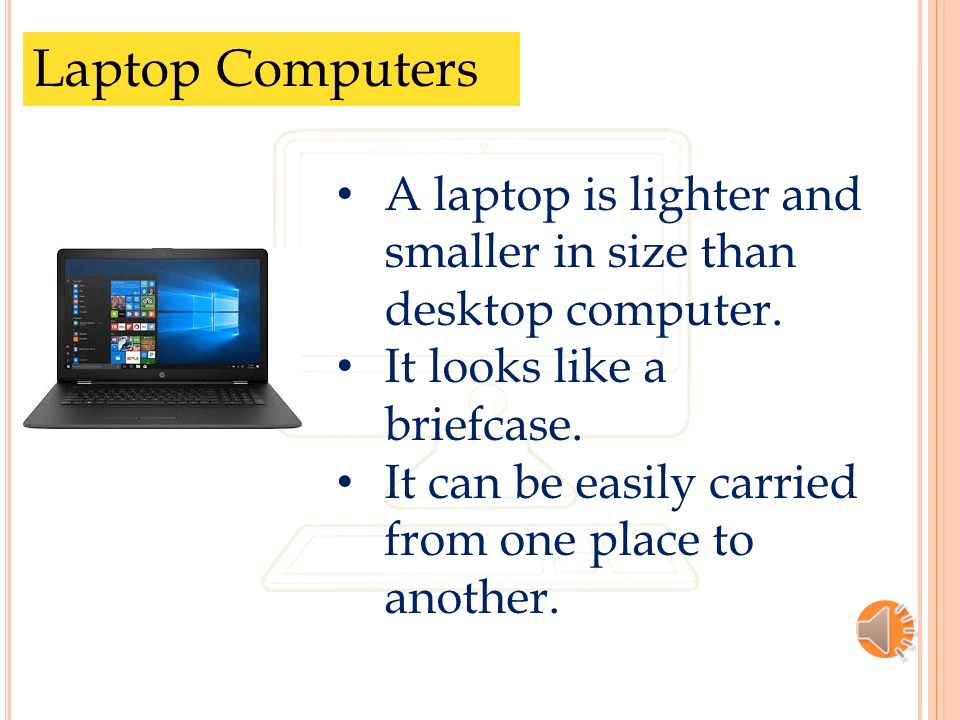 Laptop Computers
• A laptop is lighter and
smaller in size than
desktop computer.
• It looks like a
briefcase.
• It can be easily carried
from one place to
another.